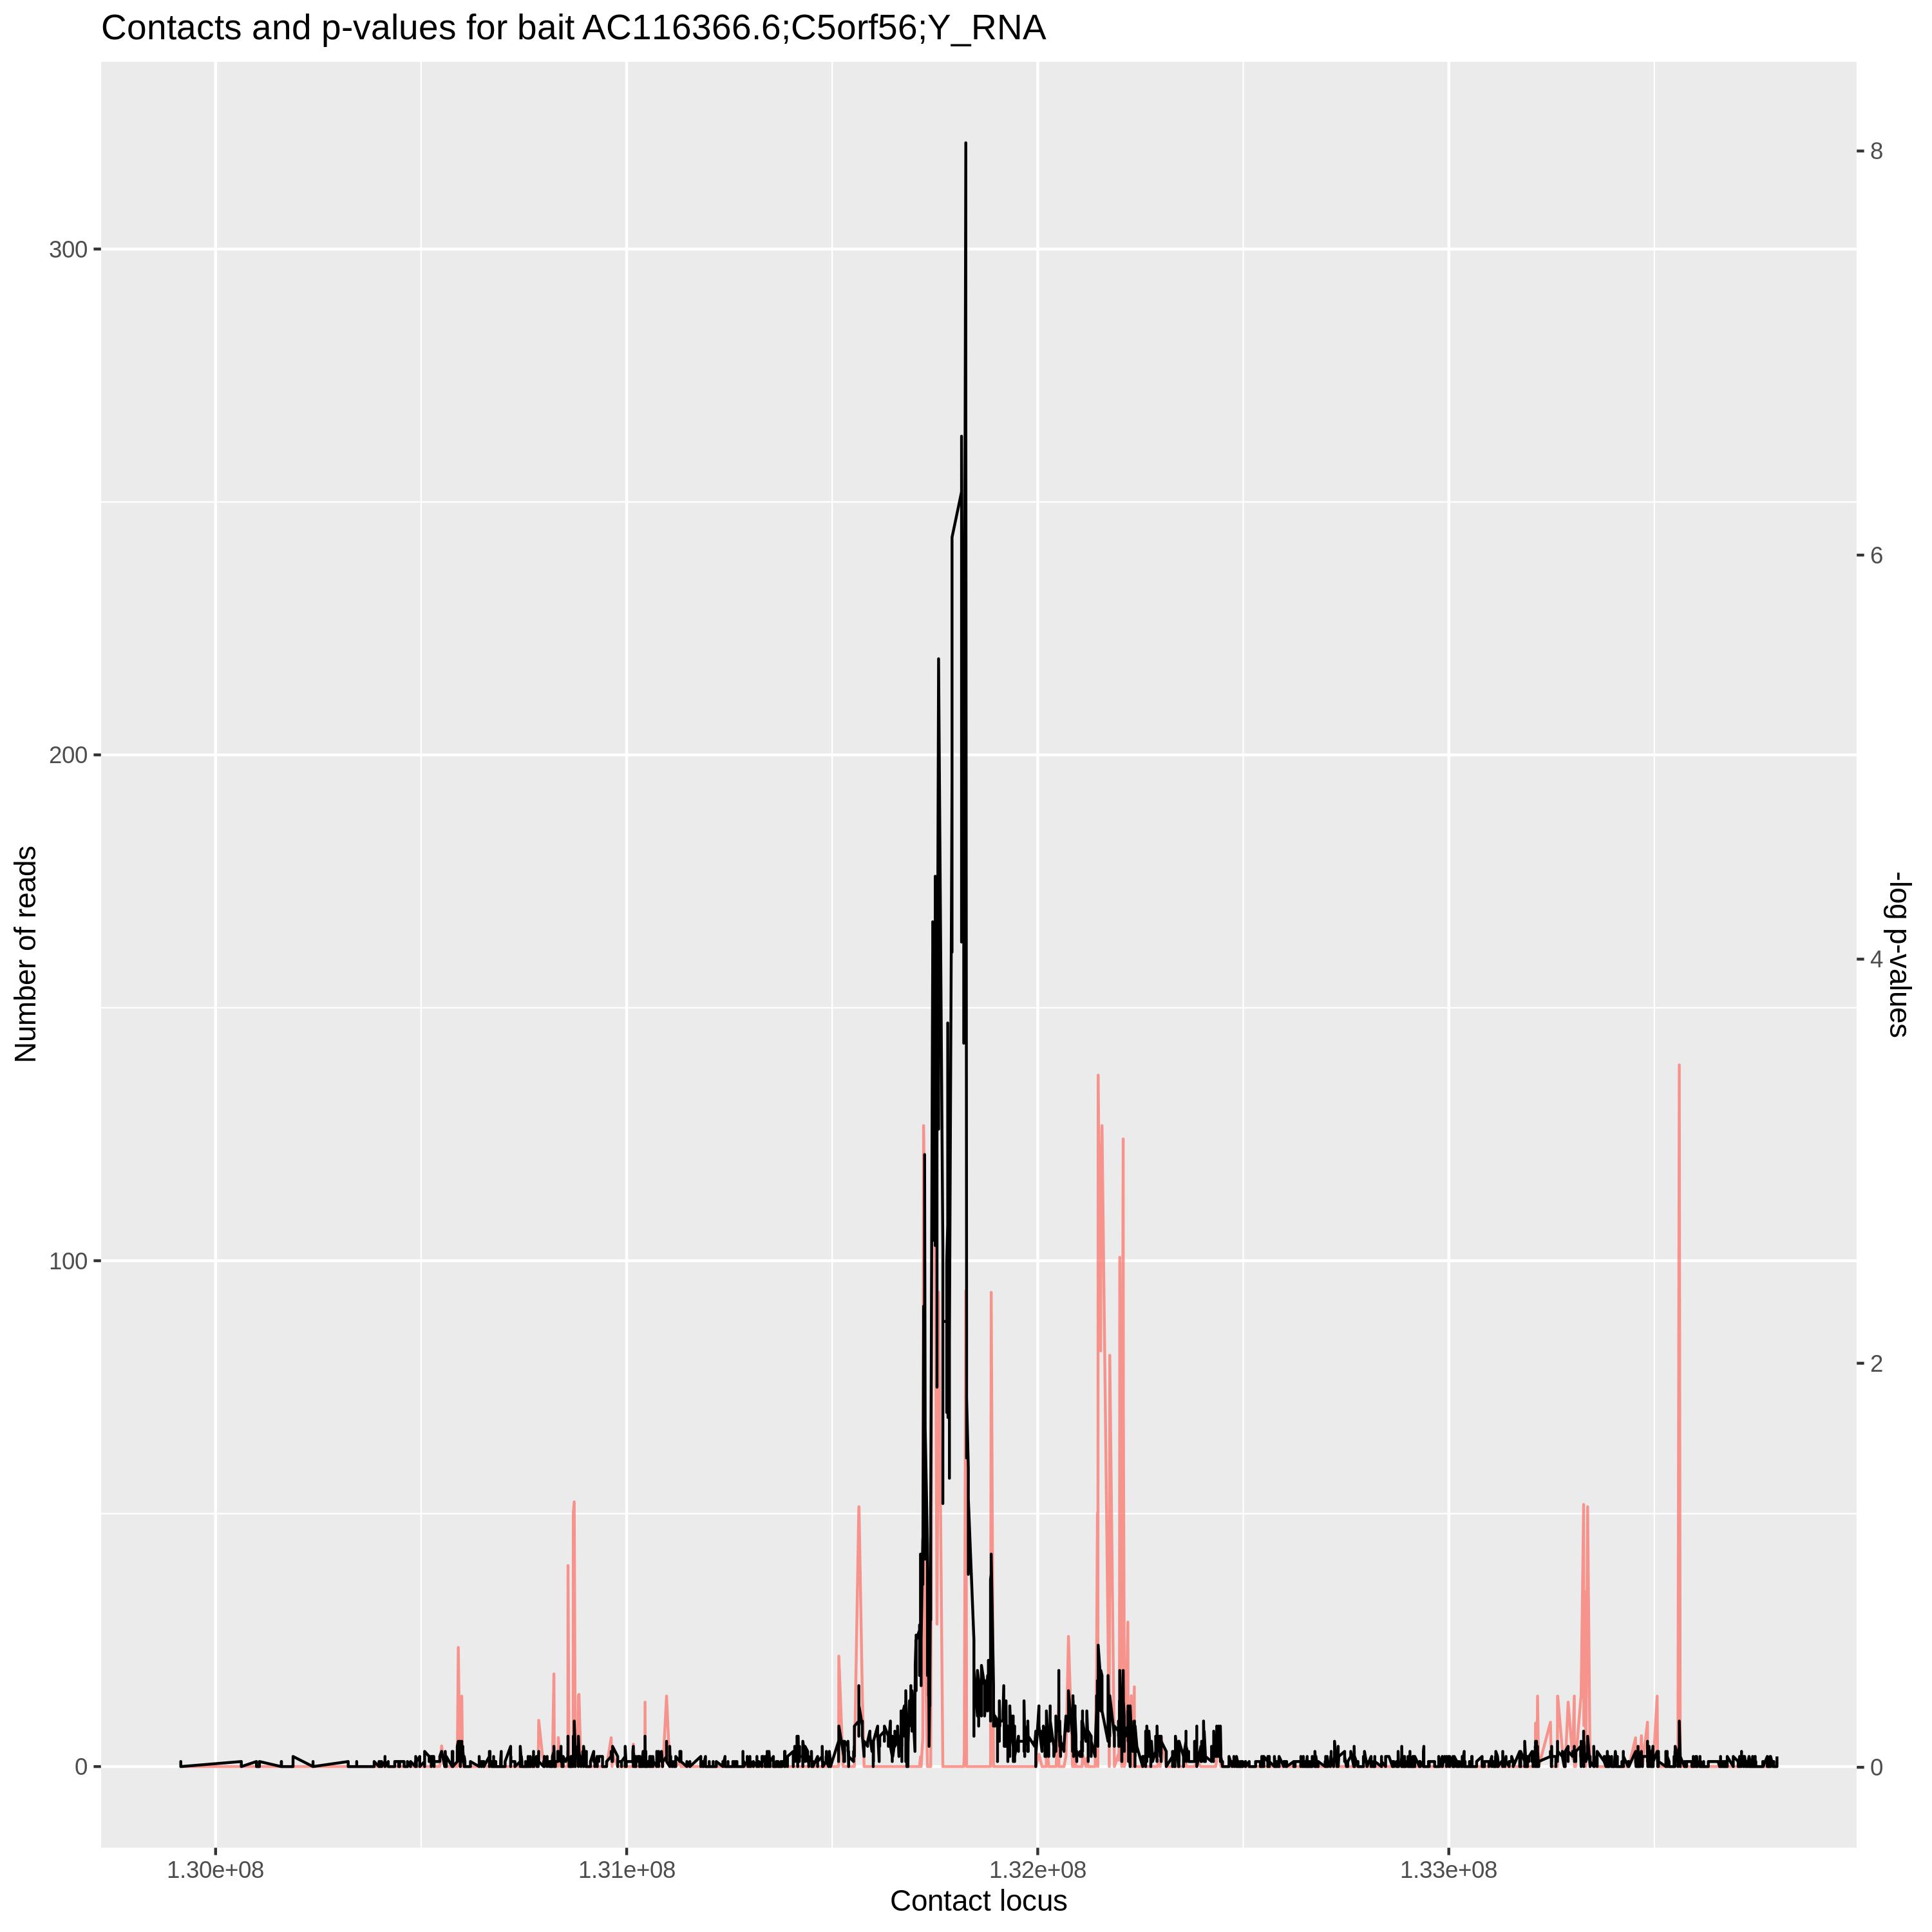 Contacts and p-values for bait AC116366.6;C5orf56;Y_RNA
300
200
100
0
Number of reads
8
6
4
2
0
-log p-values
1.30e+08
1.31e+08
1.32e+08
1.33e+08
Contact locus